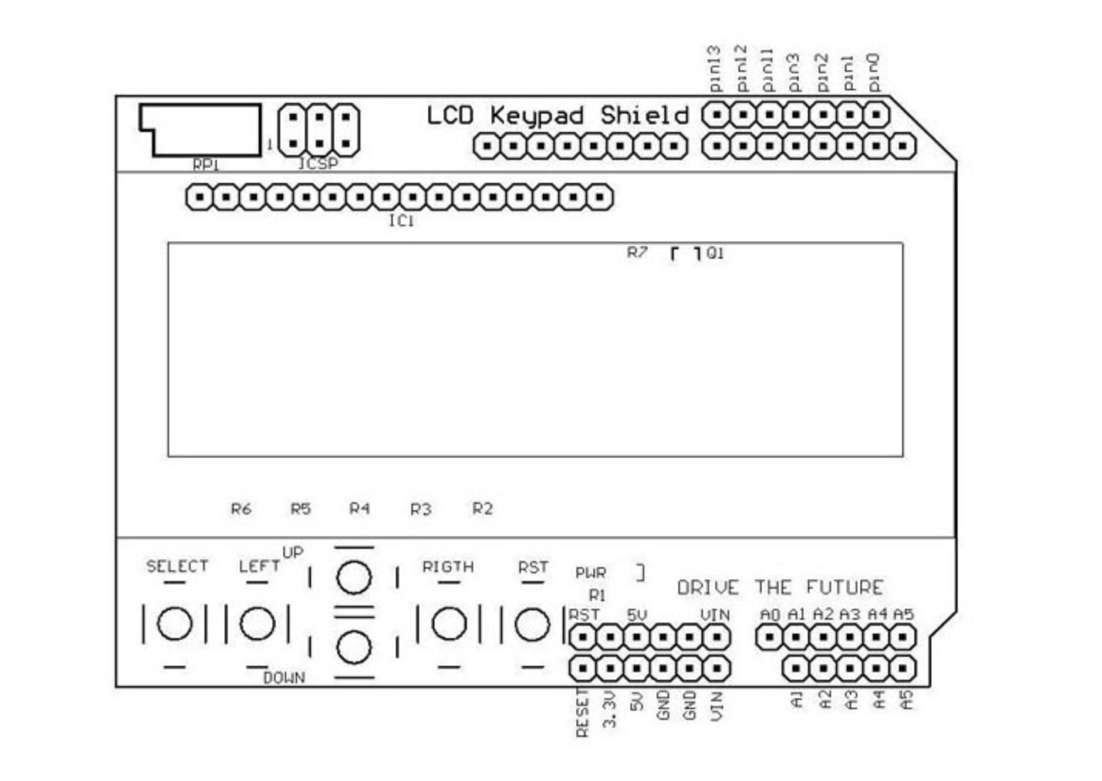 pin13 pin12 pin11 pin3 pin2 pin1 pin0
LCD Keypad Shield
1
RP1 ICSP
IC1
R7 Q1
R6 R5 R4 R3 R2
UP
SELECT LEFT RIGTH RST PWR
DRIVE THE FUTURE
R1
RST 5V VIN A0 A1 A2 A3 A4 A5
DOWN
RESET 3.3V 5V GND GND VIN A1 A2 A3 A4 A5